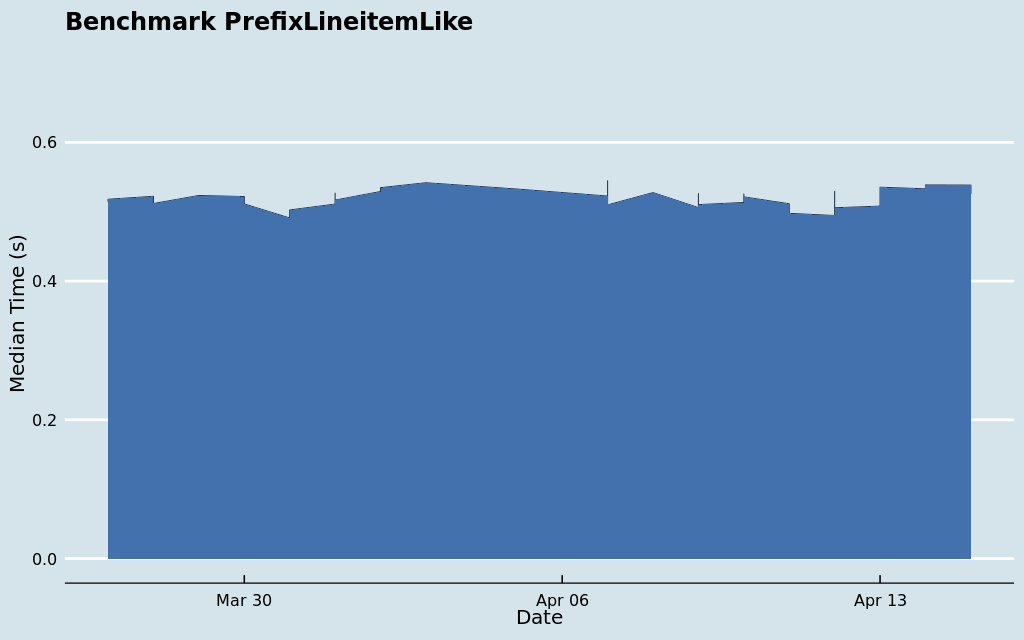 Benchmark PrefixLineitemLike
Median Time (s)
0.6
0.4
0.2
0.0
Mar 30
Apr 06
Apr 13
Date